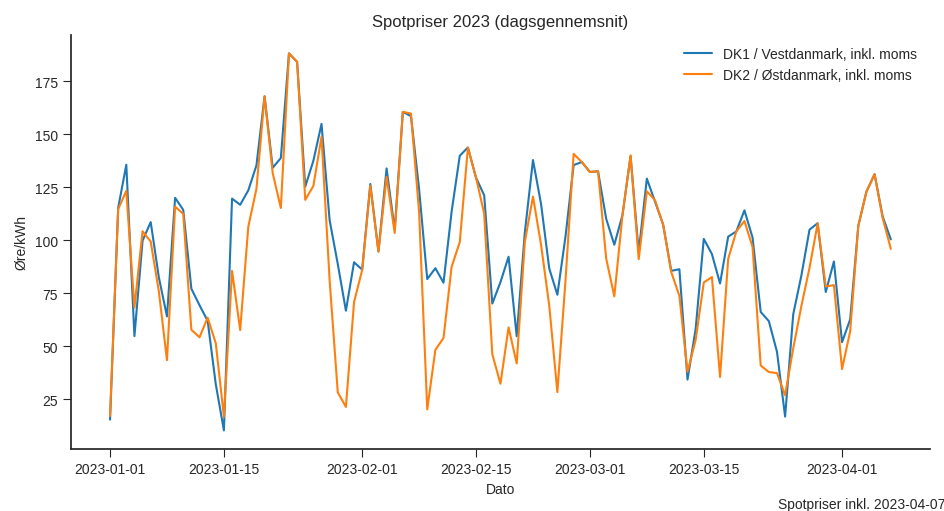 Spotpriser 2023 (dagsgennemsnit)
DK1 / Vestdanmark, inkl. moms
DK2 / Østdanmark, inkl. moms
175
150
125
100
75
50
25
Øre/kWh
2023-01-01 2023-01-15 2023-02-01 2023-02-15 2023-03-01 2023-03-15 2023-04-01
Dato
Spotpriser inkl. 2023-04-07